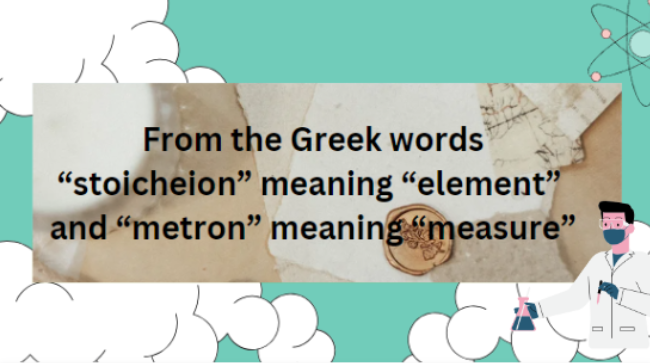 From the Greek words
“stoicheion” meaning “element”
and “metron” meaning “measure”